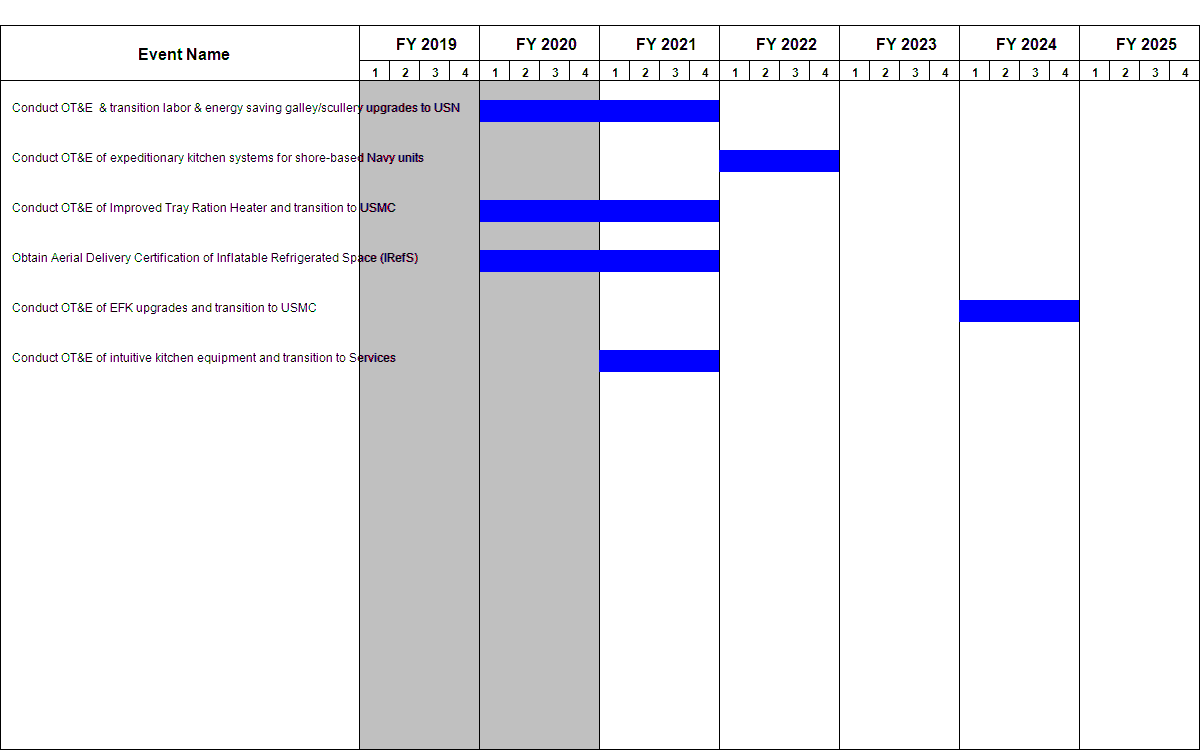 Event Name FY 2019 FY 2020 FY 2021 FY 2022 FY 2023 FY 2024 FY 2025
1 2 3 4 1 2 3 4 1 2 3 4 1 2 3 4 1 2 3 4 1 2 3 4 1 2 3 4
Conduct OT&E & transition labor & energy saving galley/scullery upgrades to USN
Conduct OT&E of expeditionary kitchen systems for shore-based Navy units
Conduct OT&E of Improved Tray Ration Heater and transition to USMC
Obtain Aerial Delivery Certification of Inflatable Refrigerated Space (IRefS)
Conduct OT&E of EFK upgrades and transition to USMC
Conduct OT&E of intuitive kitchen equipment and transition to Services